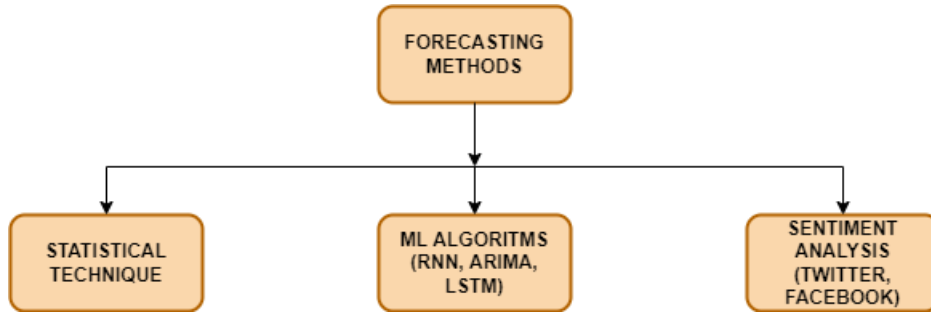 FORECASTING
METHODS
STATISTICAL
TECHNIQUE
ML ALGORITMS
(RNN, ARIMA,
LSTM)
SENTIMENT
ANALYSIS
(TWITTER,
FACEBOOK)